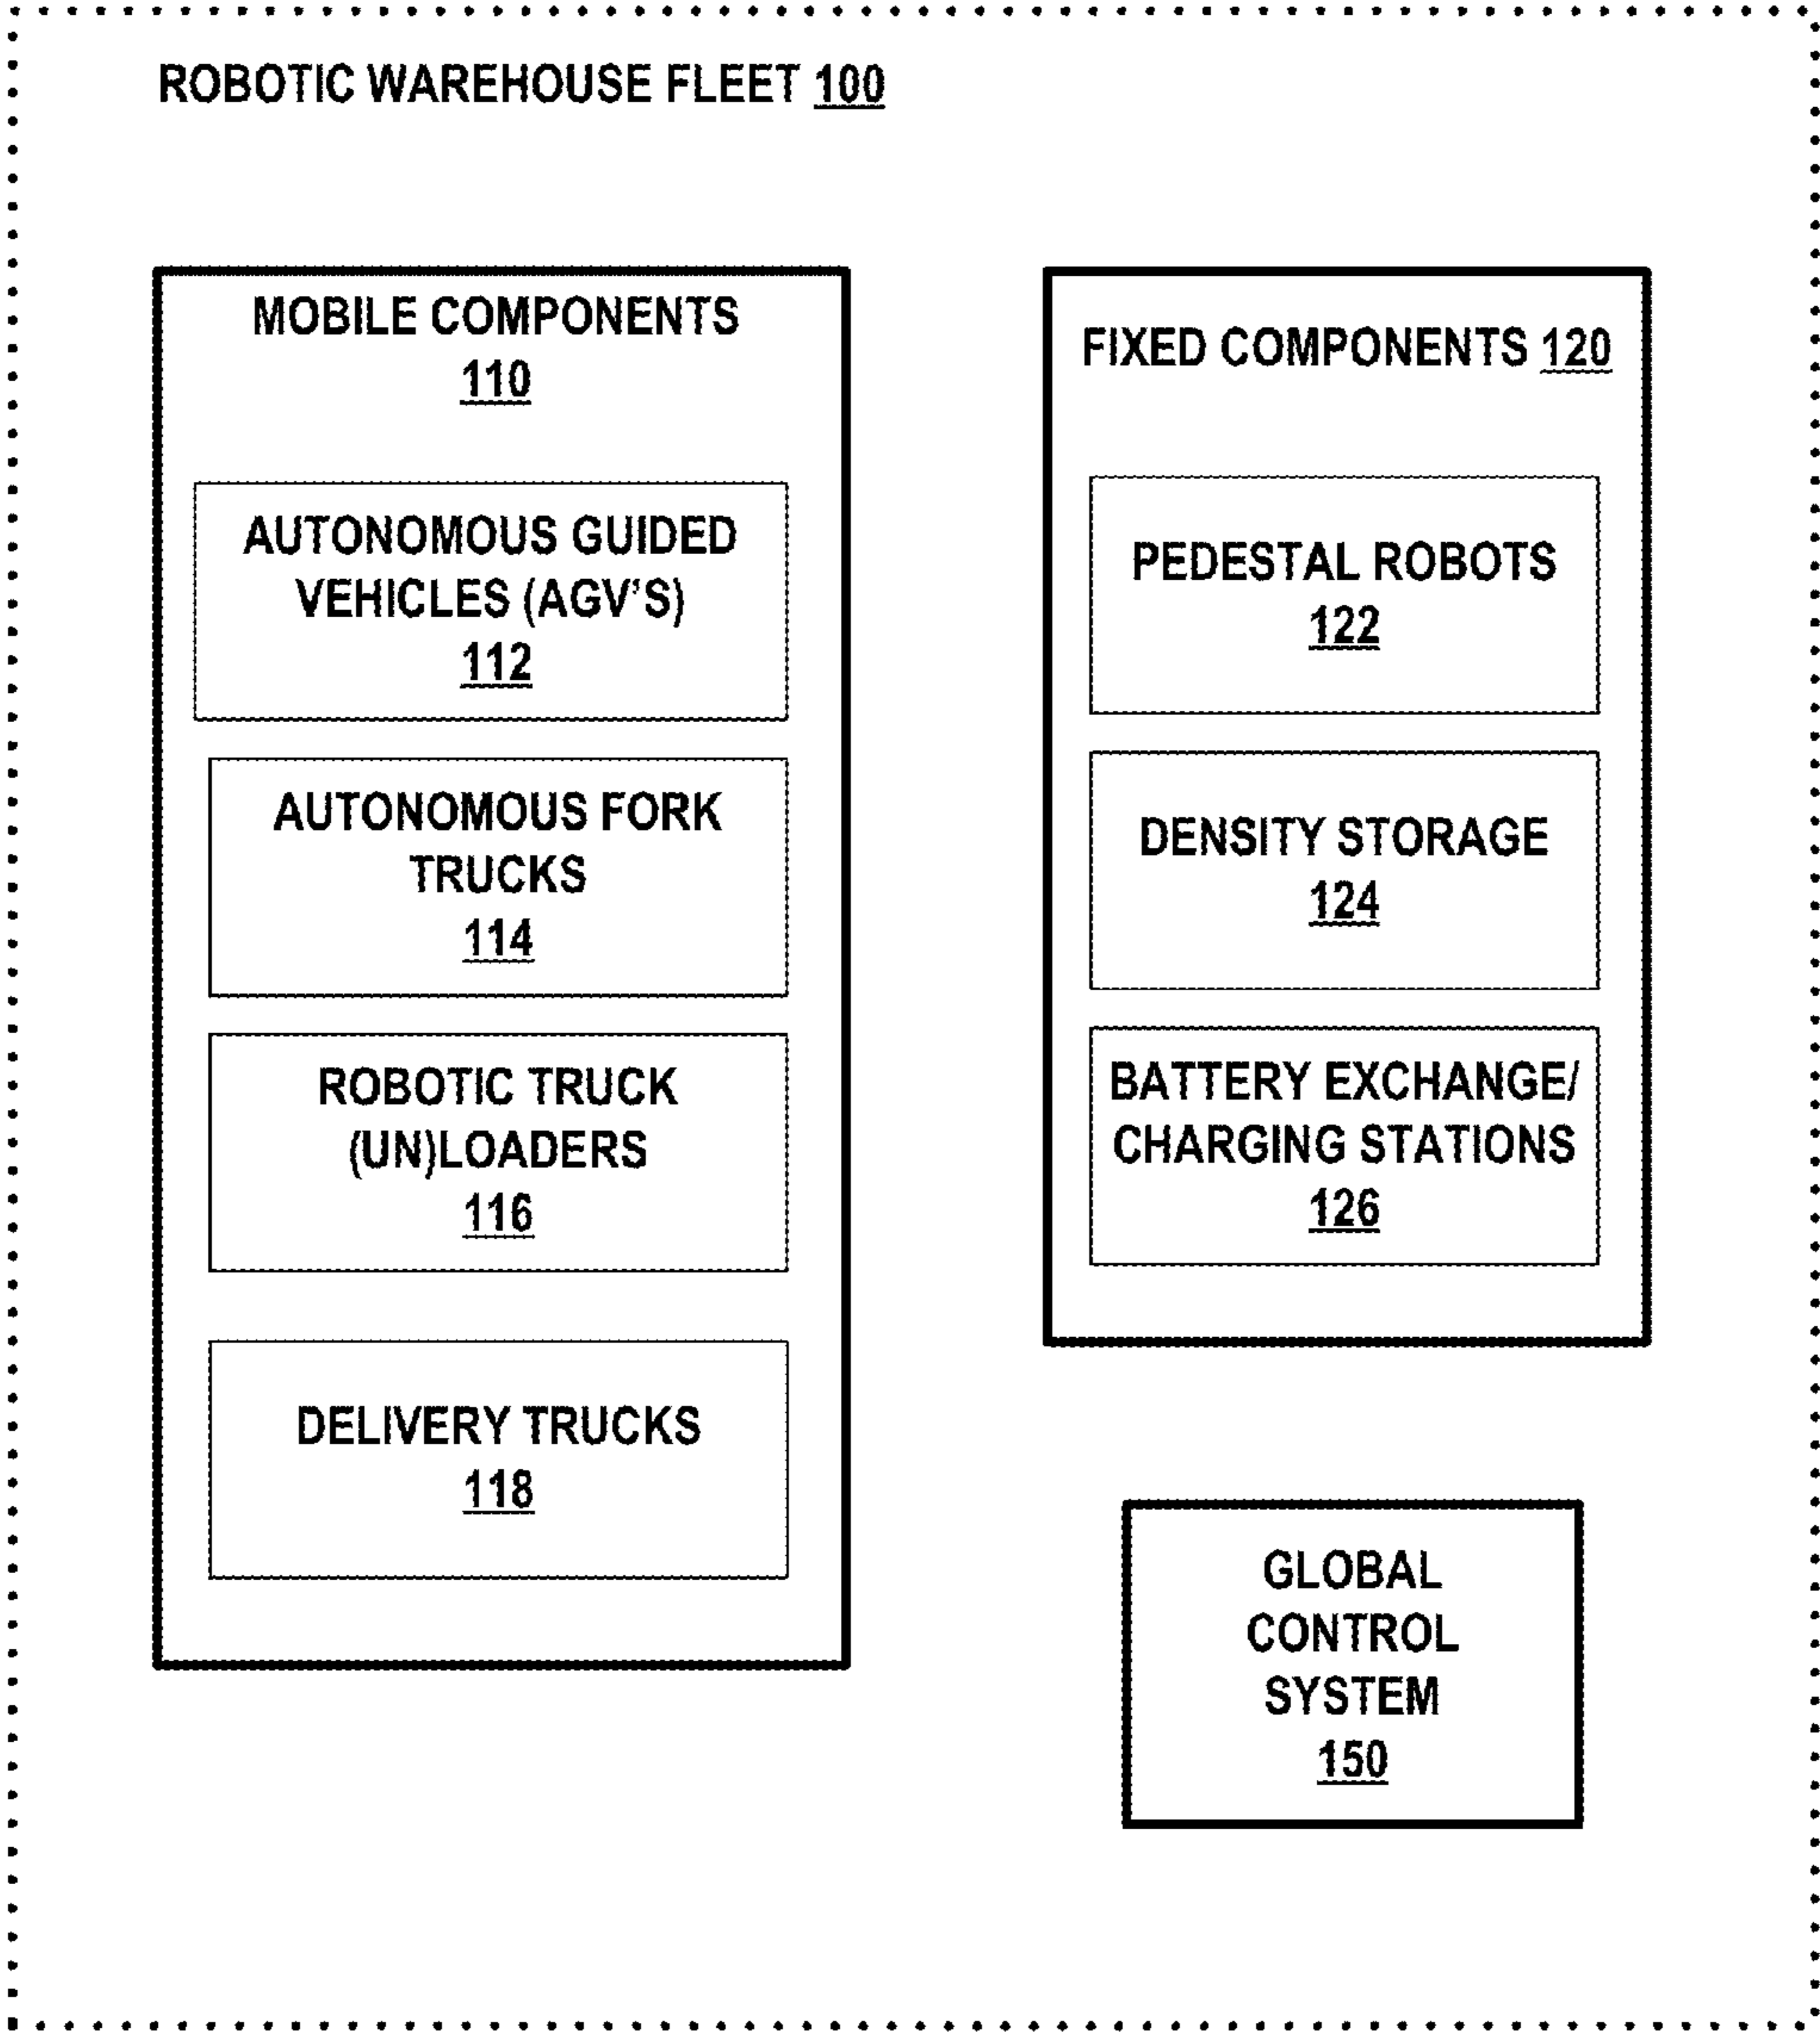 ROBOTIC WAREHOUSE FLEET 100
MOBILE COMPONENTS
110
AUTONOMOUS GUIDED
VEHICLES (AGV'S)
112
AUTONOMOUS FORK
TRUCKS
114
ROBOTIC TRUCK
(UN)LOADERS
116
DELIVERY TRUCKS
118
FIXED COMPONENTS 120
PEDESTAL ROBOTS
122
DENSITY STORAGE
124
BATTERY EXCHANGE/
CHARGING STATIONS
126
GLOBAL
CONTROL
SYSTEM
150